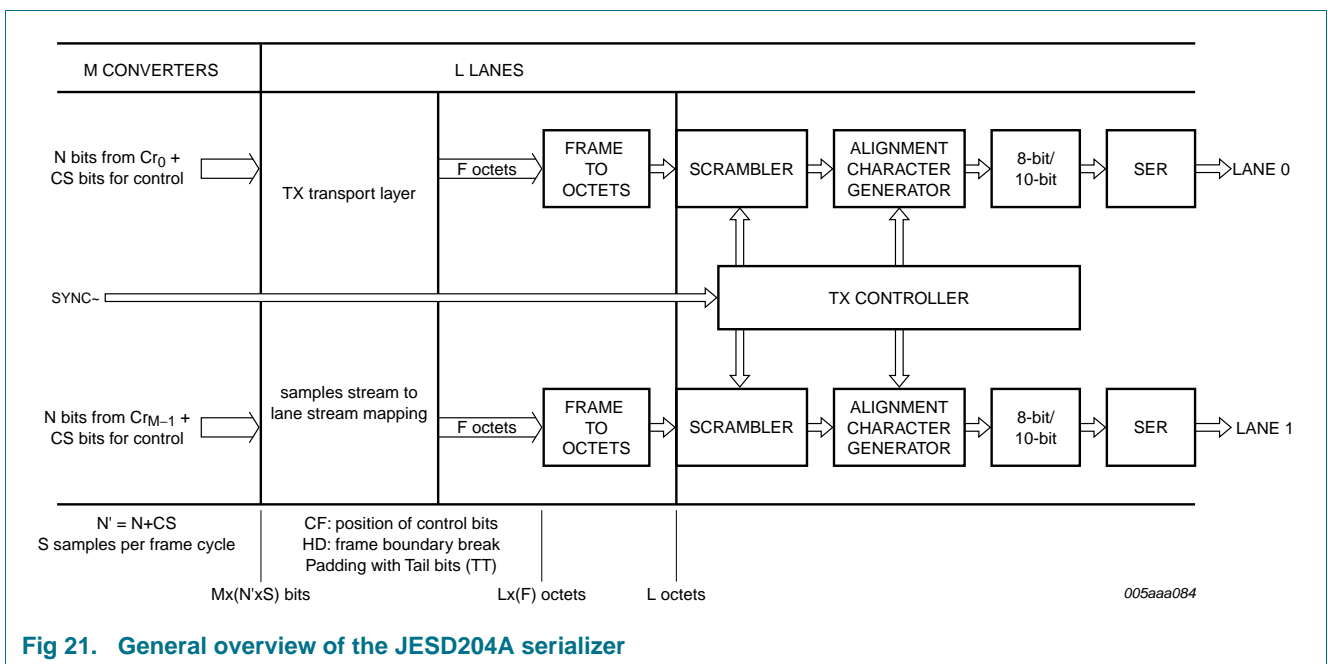 M CONVERTERS
L LANES
N bits from Cr0 +
CS bits for control
TX transport layer
F octets
FRAME
TO
OCTETS
SCRAMBLER
ALIGNMENT
CHARACTER
GENERATOR
8-bit/
10-bit
SER
LANE 0
SYNC~
TX CONTROLLER
N bits from CrM−1 +
CS bits for control
samples stream to
lane stream mapping
F octets
FRAME
TO
OCTETS
SCRAMBLER
ALIGNMENT
CHARACTER
GENERATOR
8-bit/
10-bit
SER
LANE 1
N' = N+CS
S samples per frame cycle
CF: position of control bits
HD: frame boundary break
Padding with Tail bits (TT)
Mx(N'xS) bits
Lx(F) octets
L octets
005aaa084
Fig 21. General overview of the JESD204A serializer